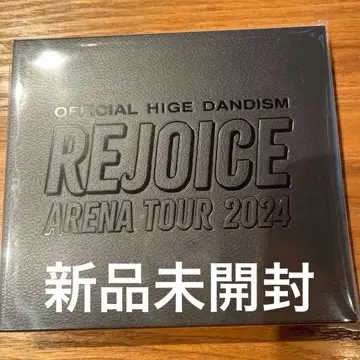 OFFICIAL HIGE DANDISM
REJOICE
ARENA TOUR 2024
新品未開封